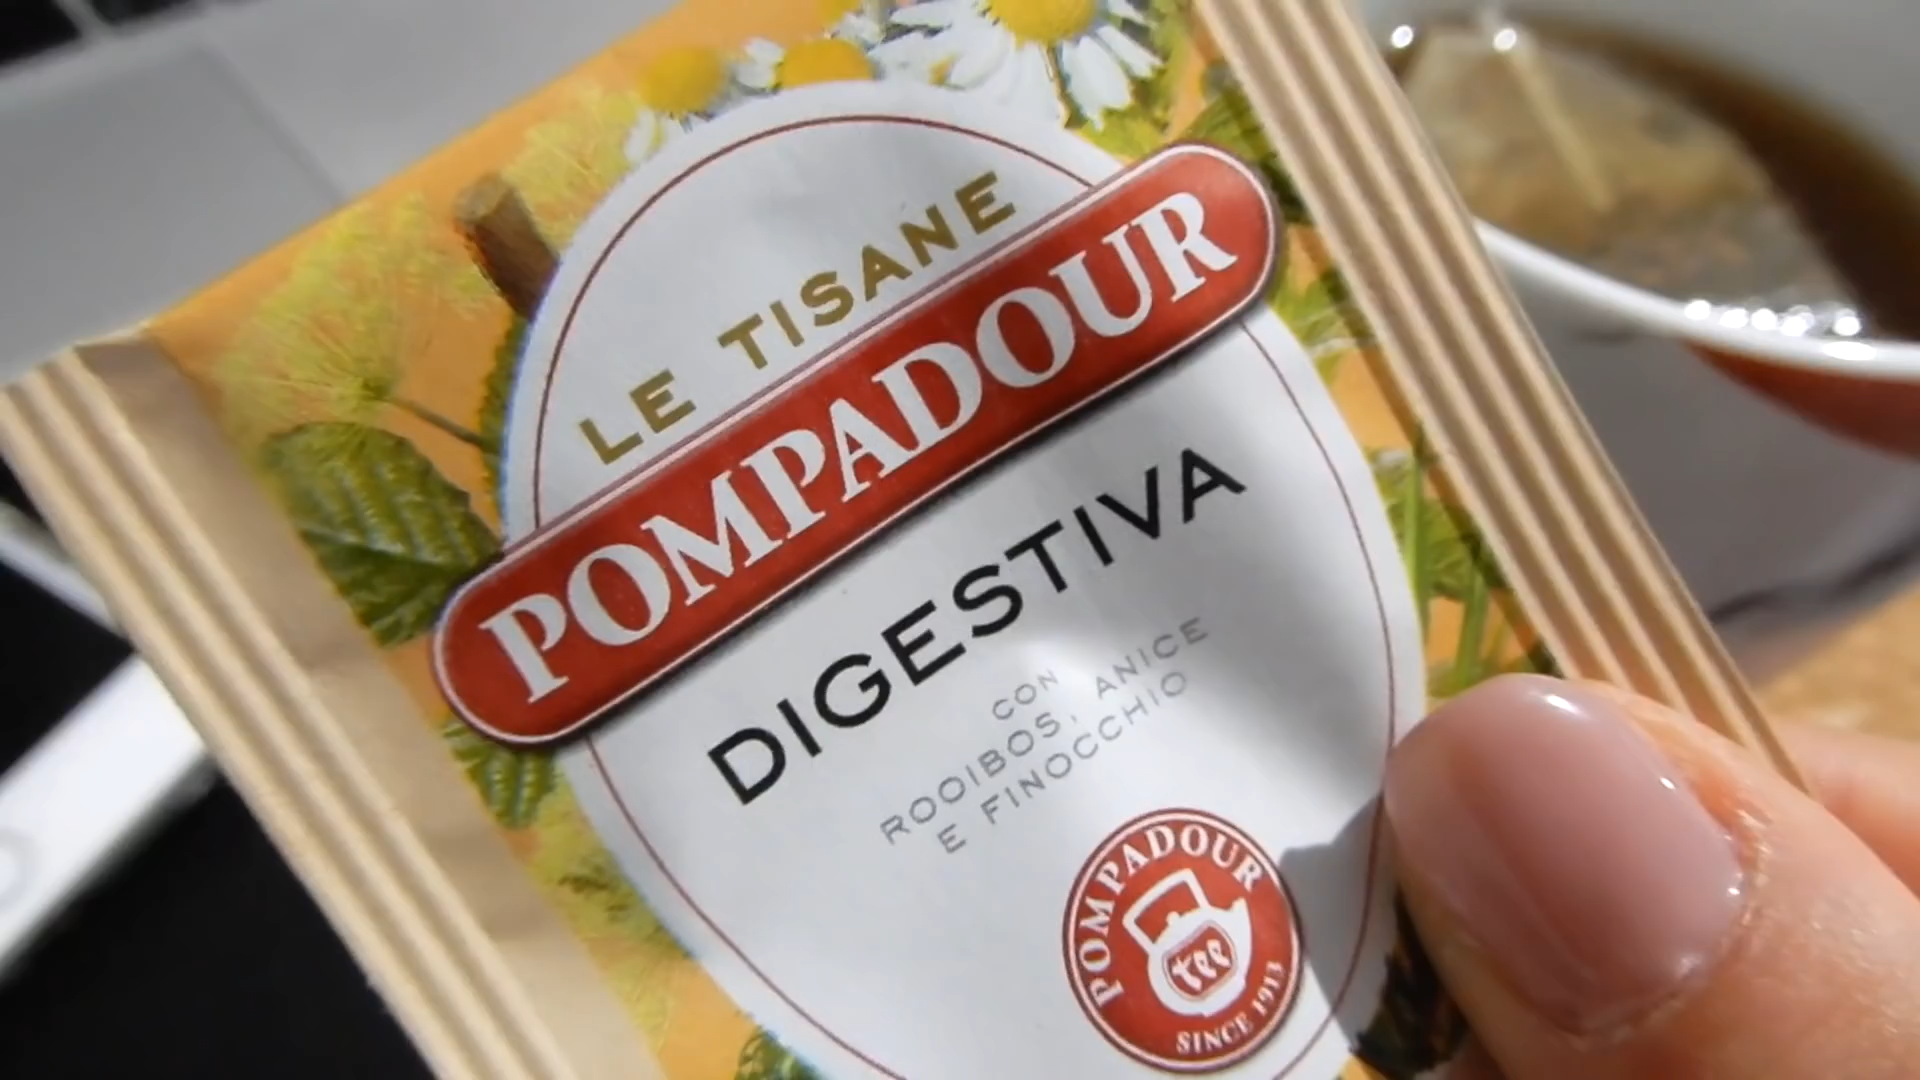 LE TISANE
POMPADOUR
DIGESTIVA
CON
ROOIBOS, ANICE
E FINOCCHIO
POMPADOUR
tee
SINCE 1913